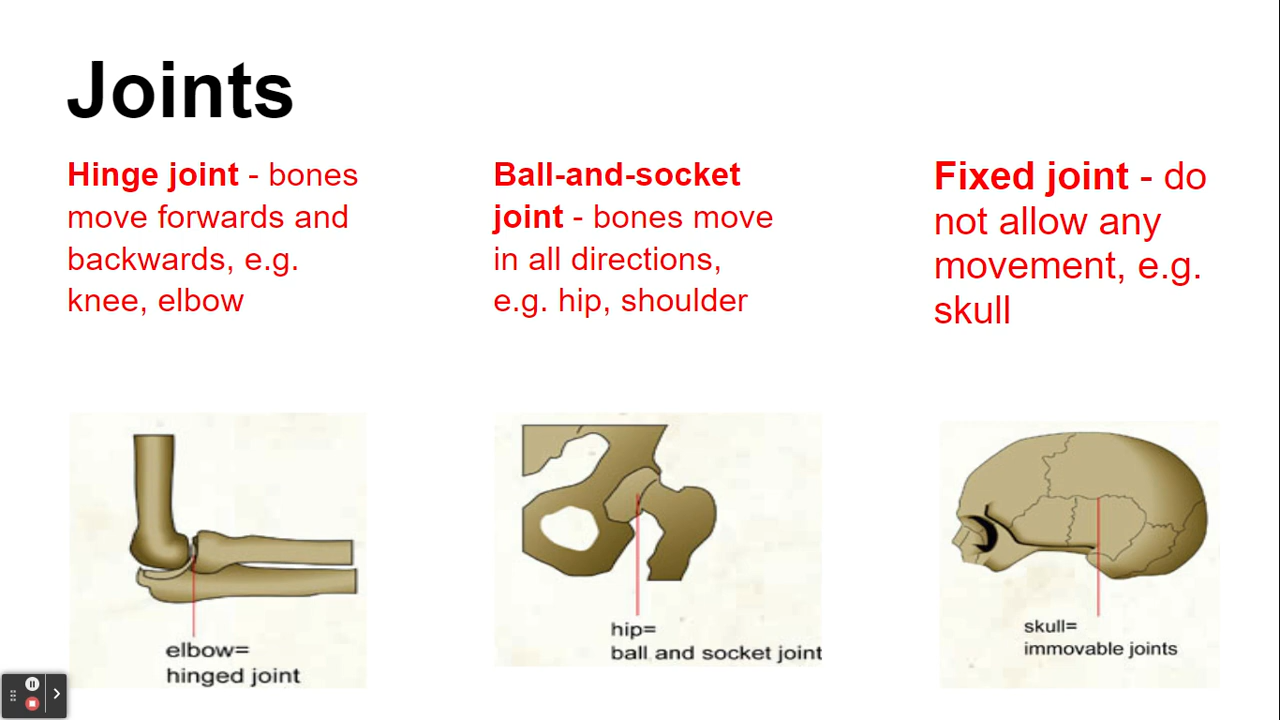 Joints
Hinge joint - bones
move forwards and
backwards, e.g.
knee, elbow
Ball-and-socket
joint - bones move
in all directions,
e.g. hip, shoulder
Fixed joint - do
not allow any
movement, e.g.
skull
elbow=
hinged joint
hip=
ball and socket joint
skull=
immovable joints